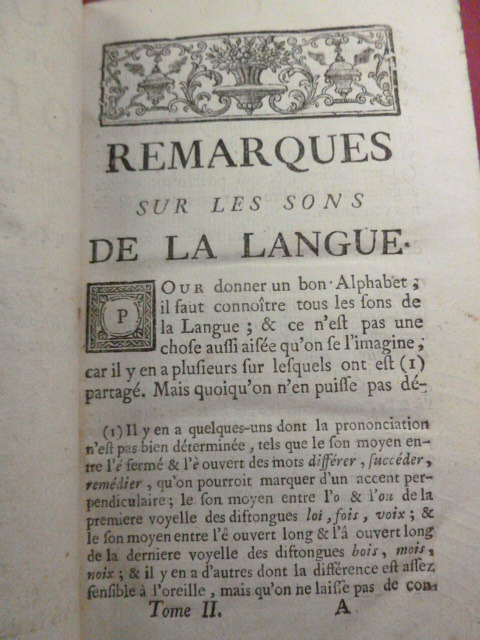 REMARQUES
SUR LES SONS
DE LA LANGUE.
POUR donner un bon Alphabet ;
il faut connoître tous les ſons de
la Langue ; & ce n'eſt pas une
choſe auſſi aiſée qu'on ſe l'imagine,
car il y en a pluſieurs ſur leſquels ont eſt (1)
partagé. Mais quoiqu'on n'en puiſſe pas dé-
(1) Il y en a quelques-uns dont la prononciation
n'eſt pas bien déterminée, tels que le ſon moyen en-
tre l'é fermé & l'è ouvert des mots différer, ſuccéder,
remédier, qu'on pourroit marquer d'un accent per-
pendiculaire ; le ſon moyen entre l'o & l'ou de la
premiere voyelle des diftongues loi, fois, voix ; &
le ſon moyen entre l'ê ouvert long & l'â ouvert long
de la derniere voyelle des diftongues bois, mois,
noix ; & il y en a d'autres dont la différence eſt aſſez
ſenſible à l'oreille, mais qu'on ne laiſſe pas de con-
Tome II. A